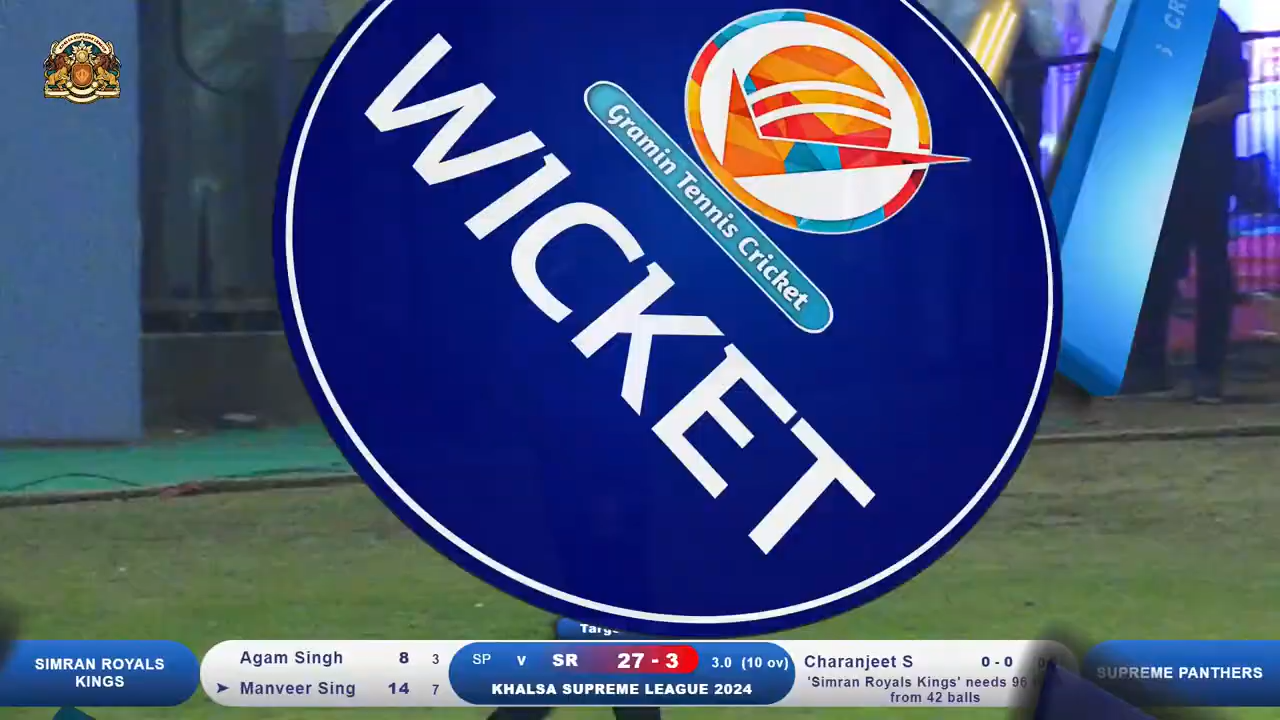 WICKET
Gramin Tennis Cricket
SIMRAN ROYALS
KINGS
Agam Singh 8 3
Manveer Sing 14 7
SP v SR 27 - 3 3.0 (10 ov)
KHALSA SUPREME LEAGUE 2024
Charanjeet S 0 - 0
'Simran Royals Kings' needs 96
from 42 balls
SUPREME PANTHERS